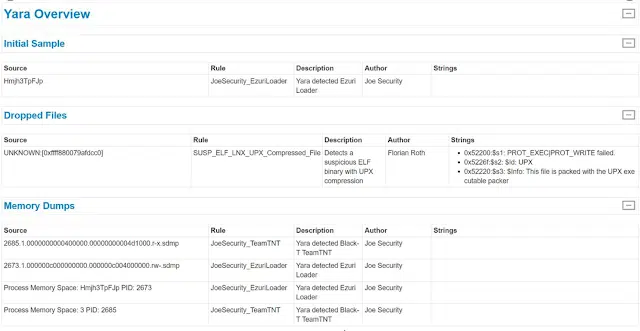 Yara Overview
Initial Sample
Source Rule Description Author Strings
Hmjh3TpFJp JoeSecurity_EzuriLoader Yara detected Ezuri Joe Security
Loader
Dropped Files
Source Rule Description Author Strings
UNKNOWN:[0xffff880079afdcc0] SUSP_ELF_LNX_UPX_Compressed_File Detects a Florian Roth • 0x52200:$s1: PROT_EXEC|PROT_WRITE failed.
suspicious ELF • 0x5226f:$s2: $Id: UPX
binary with UPX • 0x52220:$s3: $Info: This file is packed with the UPX exe
compression cutable packer
Memory Dumps
Source Rule Description Author Strings
2685.1.0000000000400000.00000000004d1000.r-x.sdmp JoeSecurity_TeamTNT Yara detected Black- Joe Security
T TeamTNT
2673.1.000000c000000000.000000c004000000.rw-.sdmp JoeSecurity_EzuriLoader Yara detected Ezuri Joe Security
Loader
Process Memory Space: Hmjh3TpFJp PID: 2673 JoeSecurity_EzuriLoader Yara detected Ezuri Joe Security
Loader
Process Memory Space: 3 PID: 2685 JoeSecurity_TeamTNT Yara detected Black- Joe Security
T TeamTNT